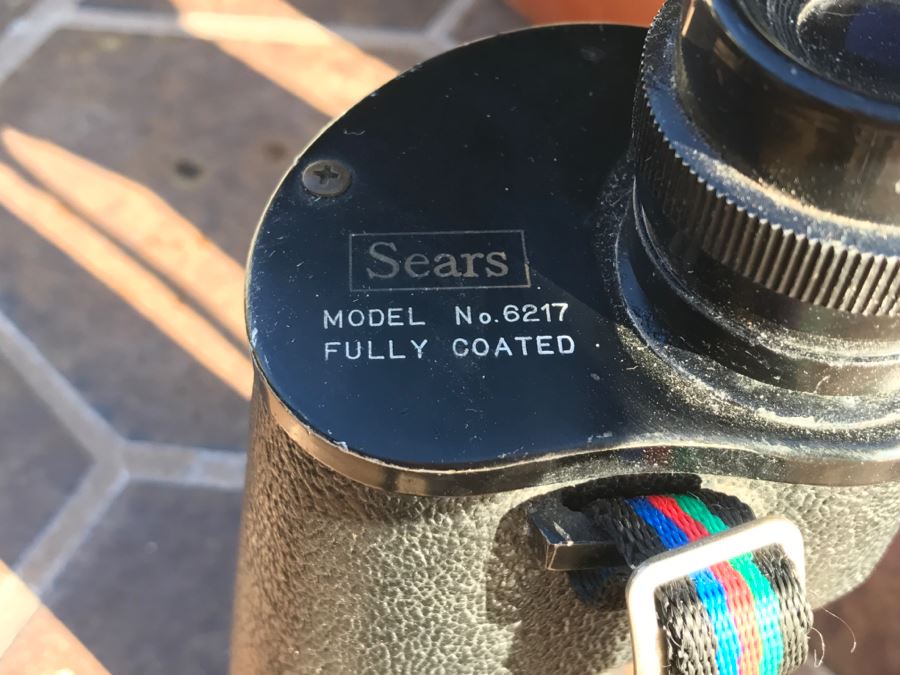 Sears
MODEL No.6217
FULLY COATED